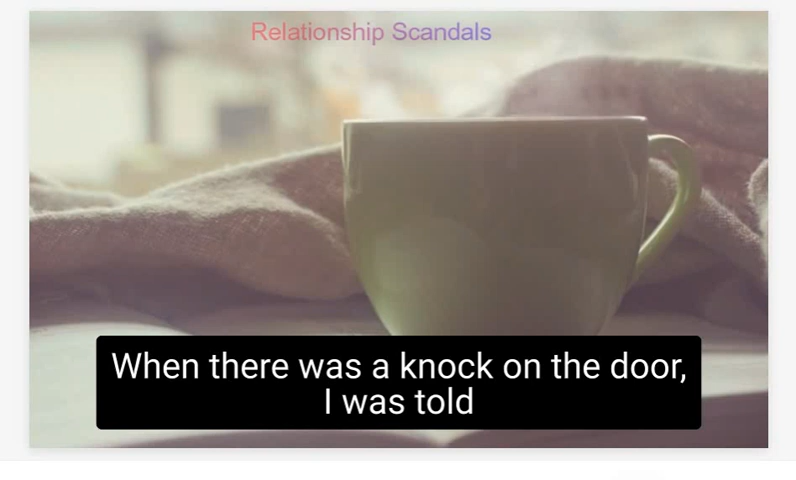 Relationship Scandals
When there was a knock on the door,
I was told